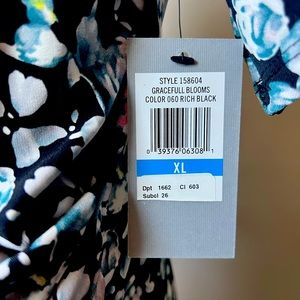 STYLE 158604
GRACEFULL BLOOMS
COLOR 060 RICH BLACK
0 39376 06308 1
XL
Dpt 1662 Cl 603
Subcl 26